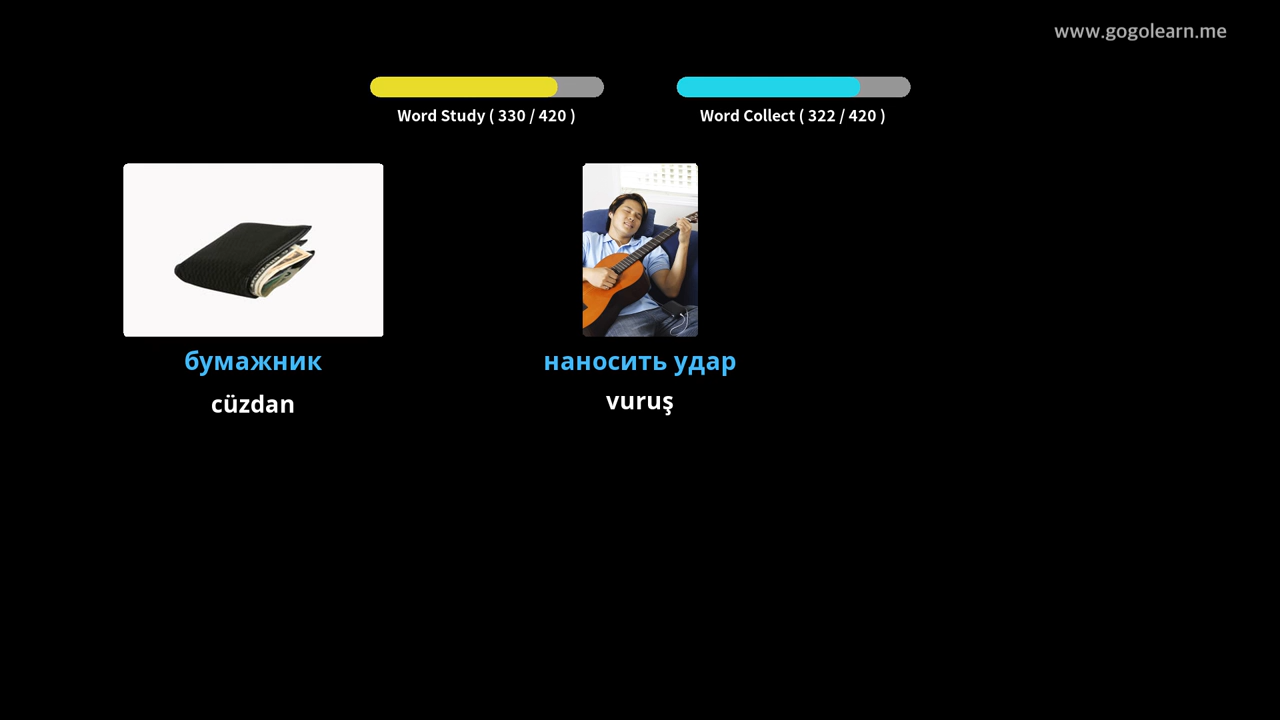 www.gogolearn.me
Word Study ( 330 / 420 )
Word Collect ( 322 / 420 )
бумажник
наносить удар
cüzdan
vuruş